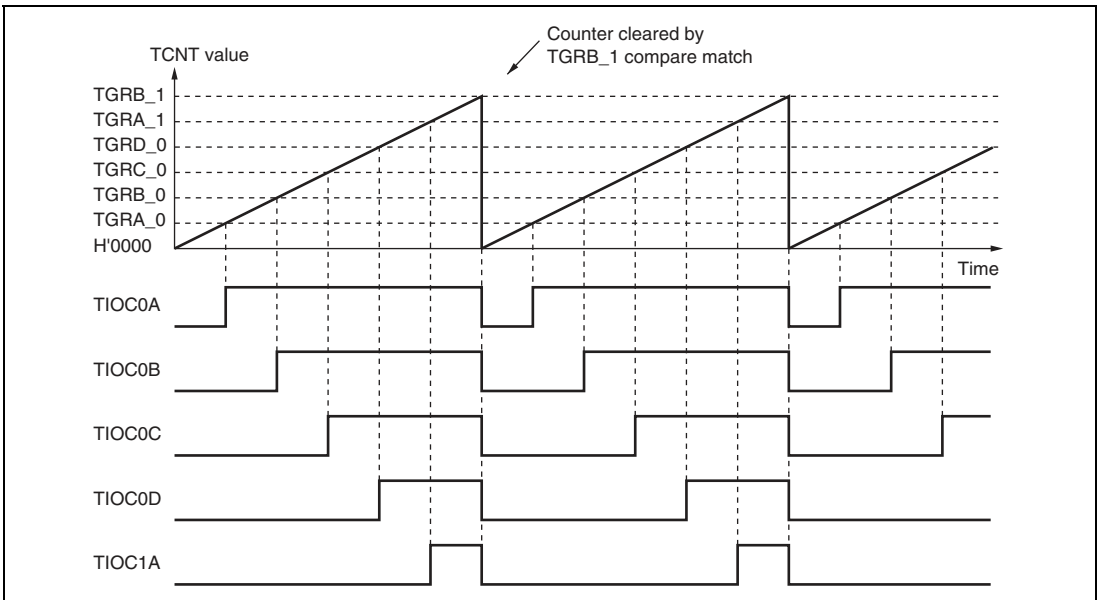 Counter cleared by
TGRB_1 compare match
TCNT value
TGRB_1
TGRA_1
TGRD_0
TGRC_0
TGRB_0
TGRA_0
H'0000
Time
TIOC0A
TIOC0B
TIOC0C
TIOC0D
TIOC1A